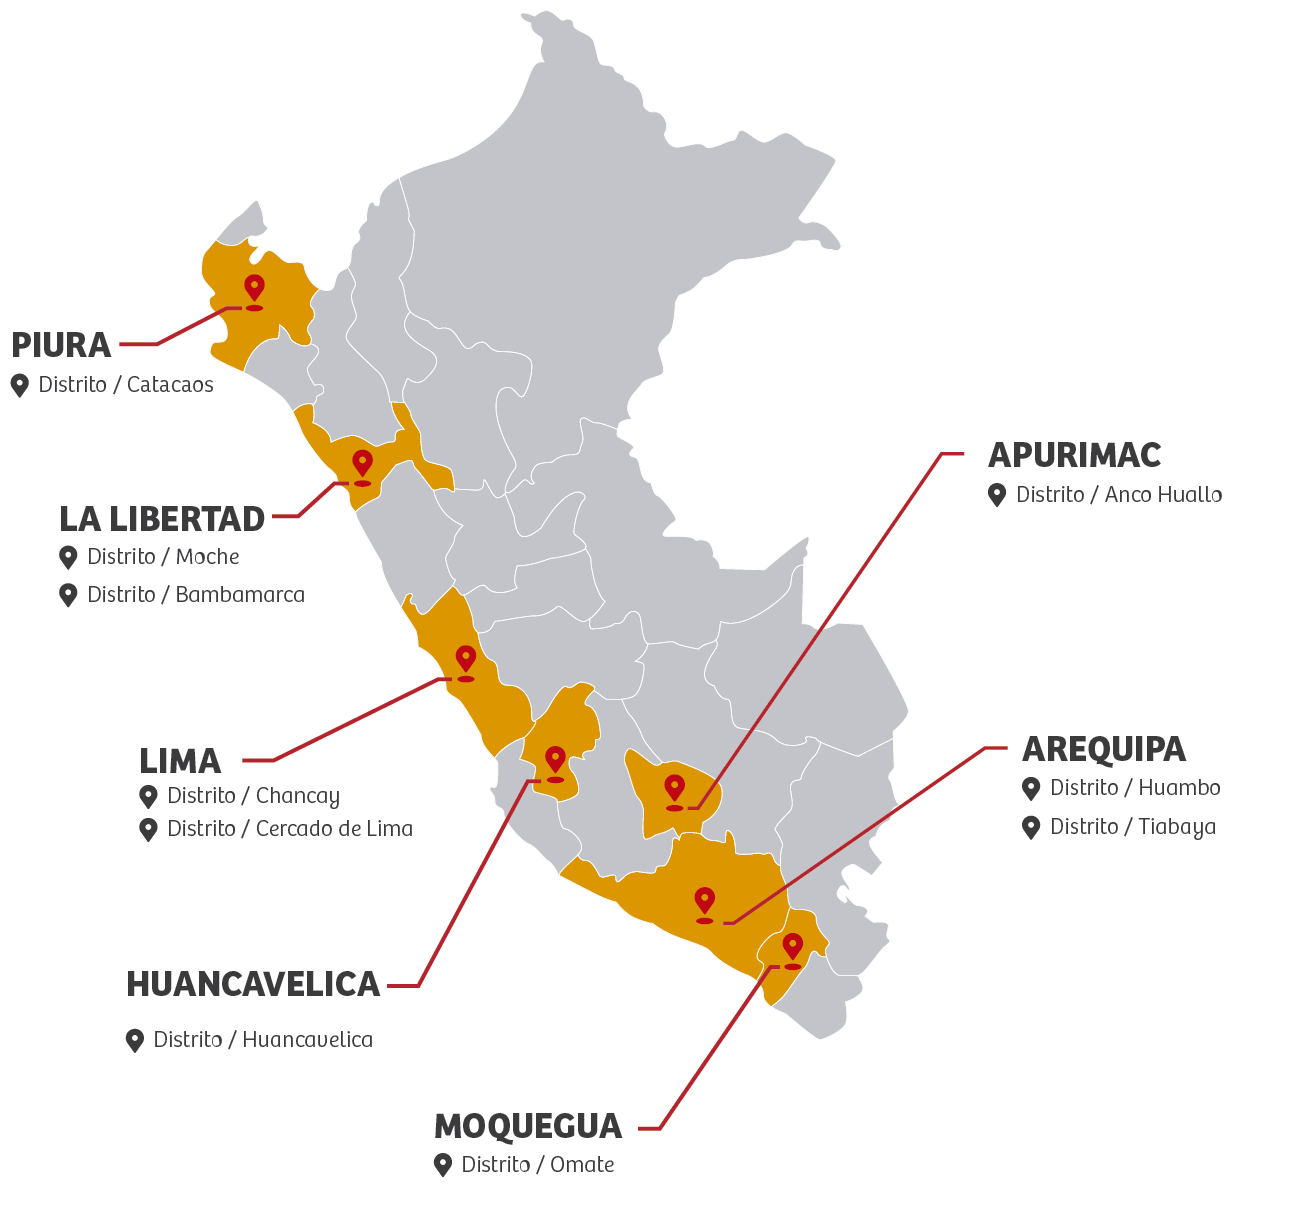 PIURA
Distrito / Catacaos
LA LIBERTAD
Distrito / Moche
Distrito / Bambamarca
LIMA
Distrito / Chancay
Distrito / Cercado de Lima
HUANCAVELICA
Distrito / Huancavelica
MOQUEGUA
Distrito / Omate
APURIMAC
Distrito / Anco Huallo
AREQUIPA
Distrito / Huambo
Distrito / Tiabaya